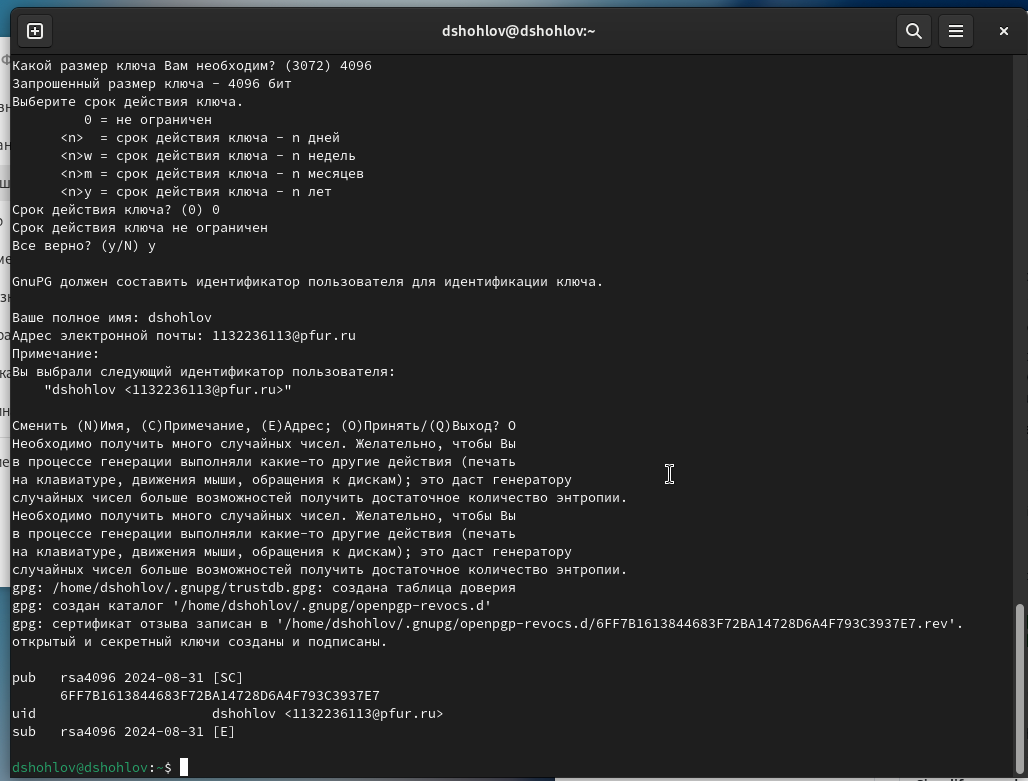 dshohlov@dshohlov:~
Какой размер ключа Вам необходим? (3072) 4096
Запрошенный размер ключа - 4096 бит
Выберите срок действия ключа.
         0 = не ограничен
      <n>  = срок действия ключа - n дней
      <n>w = срок действия ключа - n недель
      <n>m = срок действия ключа - n месяцев
      <n>y = срок действия ключа - n лет
Срок действия ключа? (0) 0
Срок действия ключа не ограничен
Все верно? (y/N) y
GnuPG должен составить идентификатор пользователя для идентификации ключа.
Ваше полное имя: dshohlov
Адрес электронной почты: 1132236113@pfur.ru
Примечание:
Вы выбрали следующий идентификатор пользователя:
    "dshohlov <1132236113@pfur.ru>"
Сменить (N)Имя, (C)Примечание, (E)Адрес; (O)Принять/(Q)Выход? O
Необходимо получить много случайных чисел. Желательно, чтобы Вы
в процессе генерации выполняли какие-то другие действия (печать
на клавиатуре, движения мыши, обращения к дискам); это даст генератору
случайных чисел больше возможностей получить достаточное количество энтропии.
Необходимо получить много случайных чисел. Желательно, чтобы Вы
в процессе генерации выполняли какие-то другие действия (печать
на клавиатуре, движения мыши, обращения к дискам); это даст генератору
случайных чисел больше возможностей получить достаточное количество энтропии.
gpg: /home/dshohlov/.gnupg/trustdb.gpg: создана таблица доверия
gpg: создан каталог '/home/dshohlov/.gnupg/openpgp-revocs.d'
gpg: сертификат отзыва записан в '/home/dshohlov/.gnupg/openpgp-revocs.d/6FF7B1613844683F72BA14728D6A4F793C3937E7.rev'.
открытый и секретный ключи созданы и подписаны.
pub   rsa4096 2024-08-31 [SC]
      6FF7B1613844683F72BA14728D6A4F793C3937E7
uid                      dshohlov <1132236113@pfur.ru>
sub   rsa4096 2024-08-31 [E]
dshohlov@dshohlov:~$